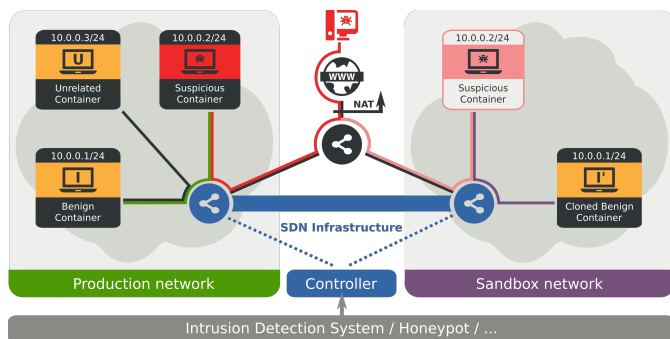 10.0.0.3/24
U
Unrelated
Container
10.0.0.2/24
Suspicious
Container
10.0.0.1/24
I
Benign
Container
WWW
NAT
10.0.0.2/24
Suspicious
Container
10.0.0.1/24
I'
Cloned Benign
Container
SDN Infrastructure
Production network
Controller
Sandbox network
Intrusion Detection System / Honeypot / ...